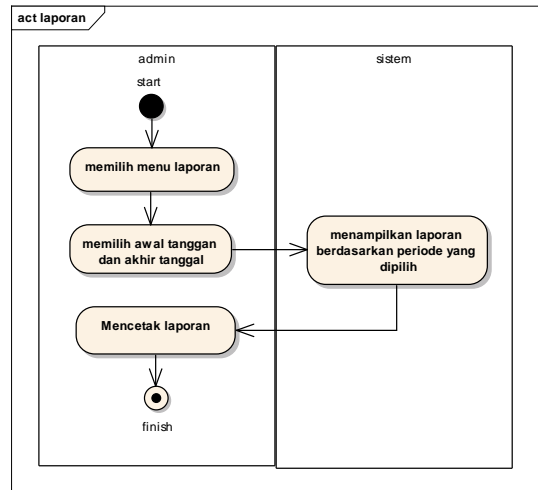 act laporan
admin
sistem
start
memilih menu laporan
memilih awal tanggan
dan akhir tanggal
menampilkan laporan
berdasarkan periode yang
dipilih
Mencetak laporan
finish